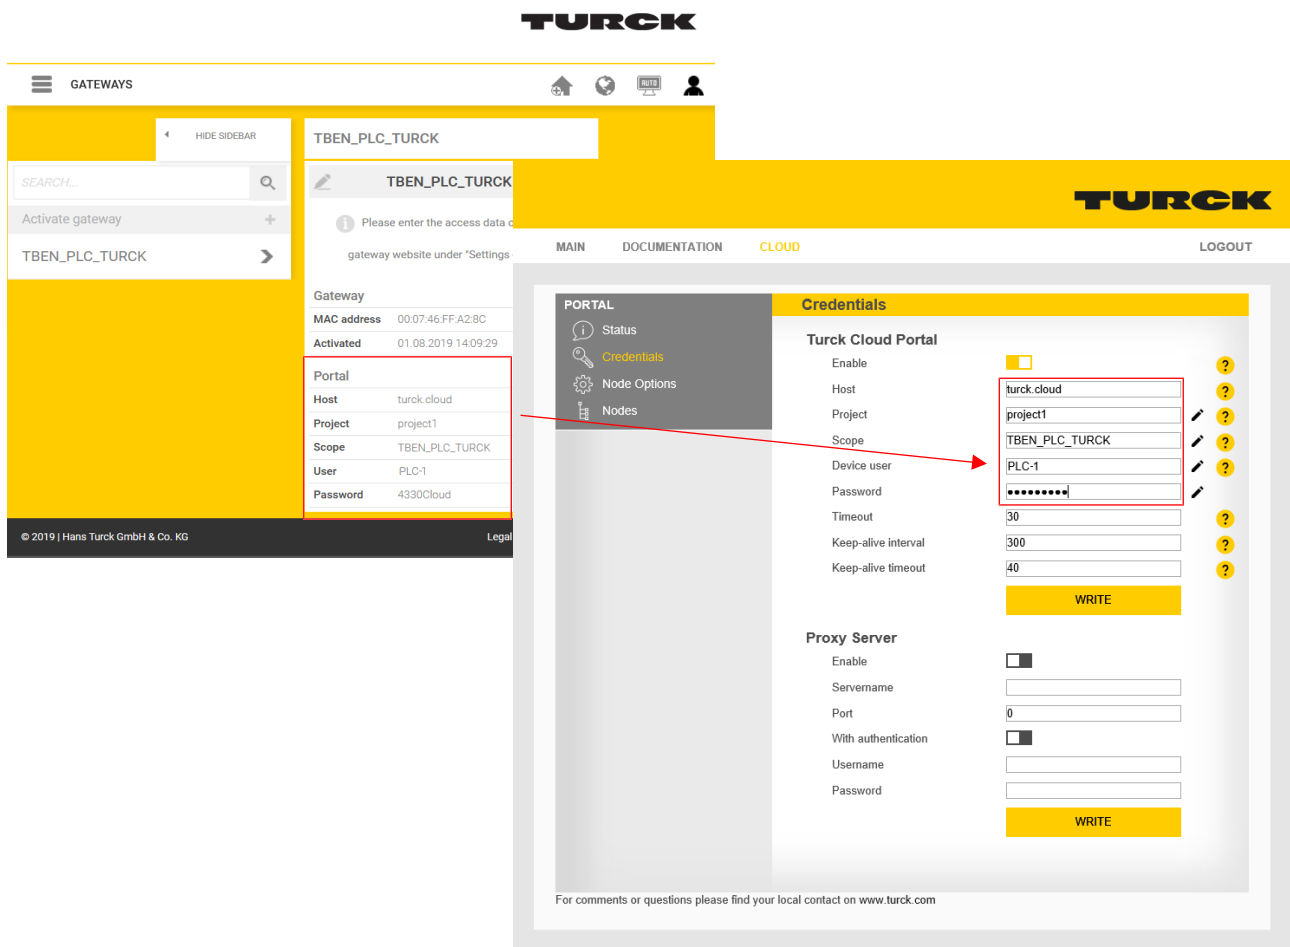 TURCK
GATEWAYS
AUTO
HIDE SIDEBAR
SEARCH...
Activate gateway +
TBEN_PLC_TURCK
TBEN_PLC_TURCK
TBEN_PLC_TURCK
Please enter the access data
gateway website under "Settings
Gateway
MAC address 00:07:46:FF:A2:8C
Activated 01.08.2019 14:09:29
Portal
Host turck.cloud
Project project1
Scope TBEN_PLC_TURCK
User PLC-1
Password 4330Cloud
© 2019 | Hans Turck GmbH & Co. KG
Legal
TURCK
MAIN DOCUMENTATION CLOUD LOGOUT
PORTAL
Status
Credentials
Node Options
Nodes
Credentials
Turck Cloud Portal
Enable ?
Host turck.cloud ?
Project project1 ?
Scope TBEN_PLC_TURCK ?
Device user PLC-1 ?
Password ●●●●●●●●●
Timeout 30 ?
Keep-alive interval 300 ?
Keep-alive timeout 40 ?
WRITE
Proxy Server
Enable
Servername
Port 0
With authentication
Username
Password
WRITE
For comments or questions please find your local contact on www.turck.com